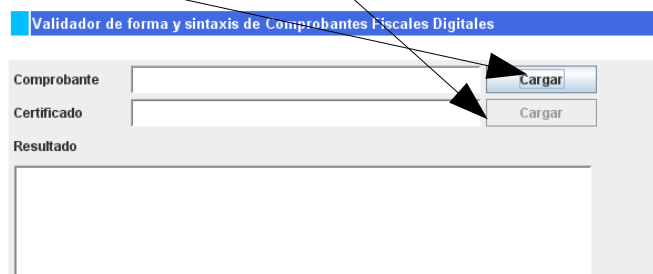 Validador de forma y sintaxis de Comprobantes Fiscales Digitales
Comprobante Cargar
Certificado Cargar
Resultado